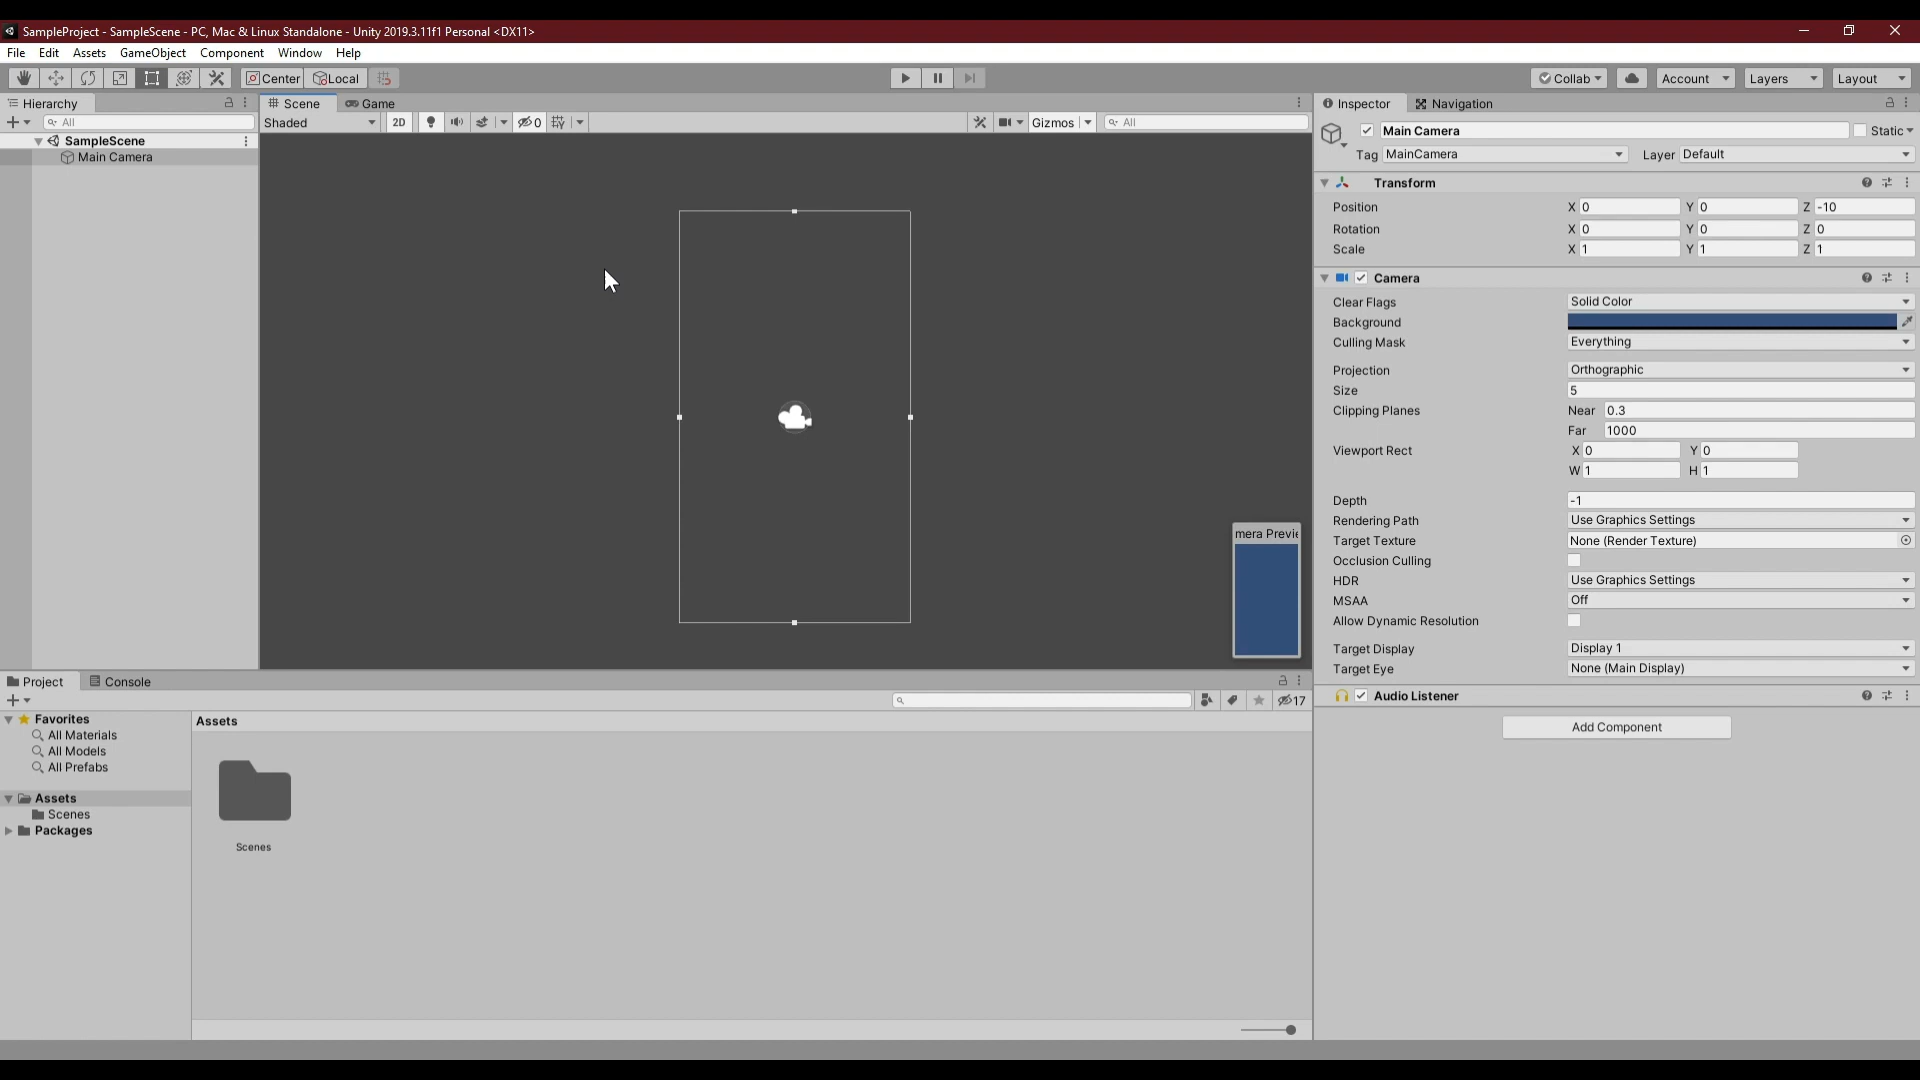 SampleProject - SampleScene - PC, Mac & Linux Standalone - Unity 2019.3.11f1 Personal <DX11>
File Edit Assets GameObject Component Window Help
Center Local Collab Account Layers Layout
Hierarchy Scene Game Inspector Navigation
All Shaded 2D 0 Gizmos All
SampleScene
Main Camera
Main Camera Static
Tag MainCamera Layer Default
Transform
Position X 0 Y 0 Z -10
Rotation X 0 Y 0 Z 0
Scale X 1 Y 1 Z 1
Camera
Clear Flags Solid Color
Background
Culling Mask Everything
Projection Orthographic
Size 5
Clipping Planes Near 0.3
Far 1000
Viewport Rect X 0 Y 0
W 1 H 1
Depth -1
Rendering Path Use Graphics Settings
Target Texture None (Render Texture)
Occlusion Culling
HDR Use Graphics Settings
MSAA Off
Allow Dynamic Resolution
Target Display Display 1
Target Eye None (Main Display)
Audio Listener
Add Component
mera Previe
Project Console
17
Favorites
All Materials
All Models
All Prefabs
Assets
Scenes
Packages
Assets
Scenes